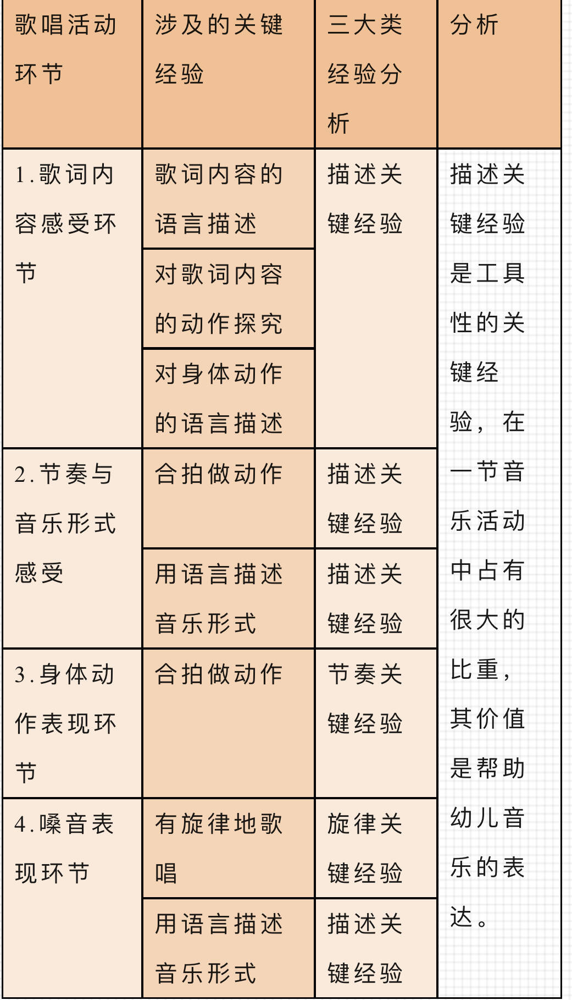 歌唱活动
环节
涉及的关键
经验
三大类
经验分
析
分析
1.歌词内
容感受环
节
歌词内容的
语言描述
对歌词内容
的动作探究
对身体动作
的语言描述
描述关
键经验
描述关
键经验
是工具
性的关
键经
验，在
一节音
乐活动
中占有
很大的
比重，
其价值
是帮助
幼儿音
乐的表
达。
2.节奏与
音乐形式
感受
合拍做动作
描述关
键经验
用语言描述
音乐形式
描述关
键经验
3.身体动
作表现环
节
合拍做动作
节奏关
键经验
4.嗓音表
现环节
有旋律地歌
唱
旋律关
键经验
用语言描述
音乐形式
描述关
键经验